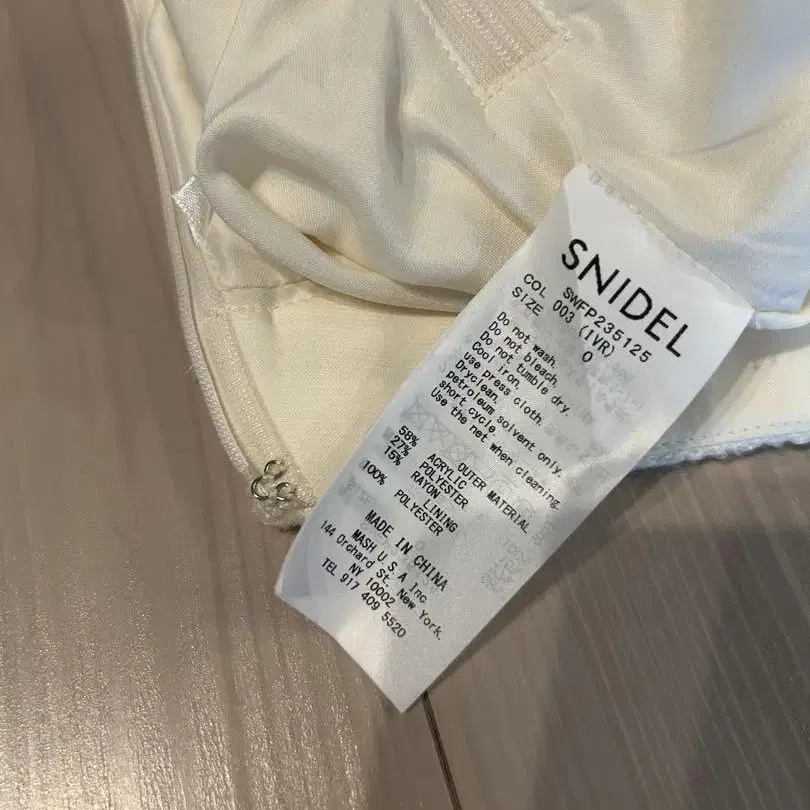 SNIDEL
SWFP235125
COL 003 (IVR)
SIZE 0
Do not wash.
Do not bleach.
Do not tumble dry.
Cool iron,
use press cloth.
Dryclean,
petroleum solvent only.
short cycle.
Use the net when cleaning.
OUTER MATERIAL
58% ACRYLIC
27% POLYESTER
15% RAYON
LINING
100% POLYESTER
MADE IN CHINA
MASH U.S.A Inc
144 Orchard St. New York.
NY 10002
TEL 917 409 5520